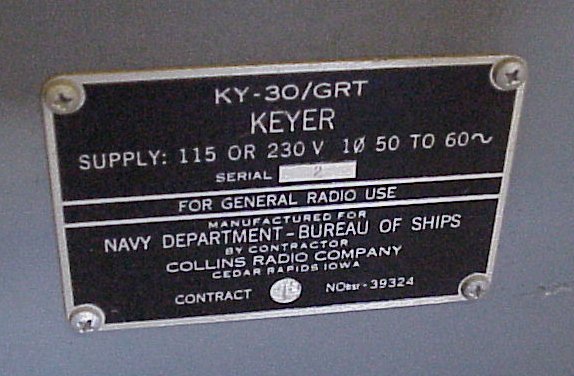 KY-30/GRT
KEYER
SUPPLY: 115 OR 230 V 1Ø 50 TO 60~
SERIAL 2
FOR GENERAL RADIO USE
MANUFACTURED FOR
NAVY DEPARTMENT-BUREAU OF SHIPS
BY CONTRACTOR
COLLINS RADIO COMPANY
CEDAR RAPIDS IOWA
CONTRACT NObsr-39324